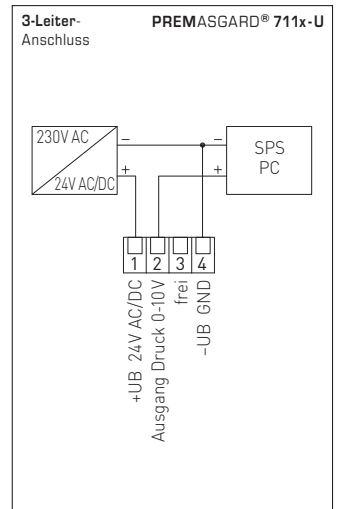 3-Leiter-
Anschluss
PREMASGARD® 711x-U
230V AC
24V AC/DC
–
+
–
+
SPS
PC
1
2
3
4
+UB 24V AC/DC
Ausgang Druck 0-10V
frei
–UB GND